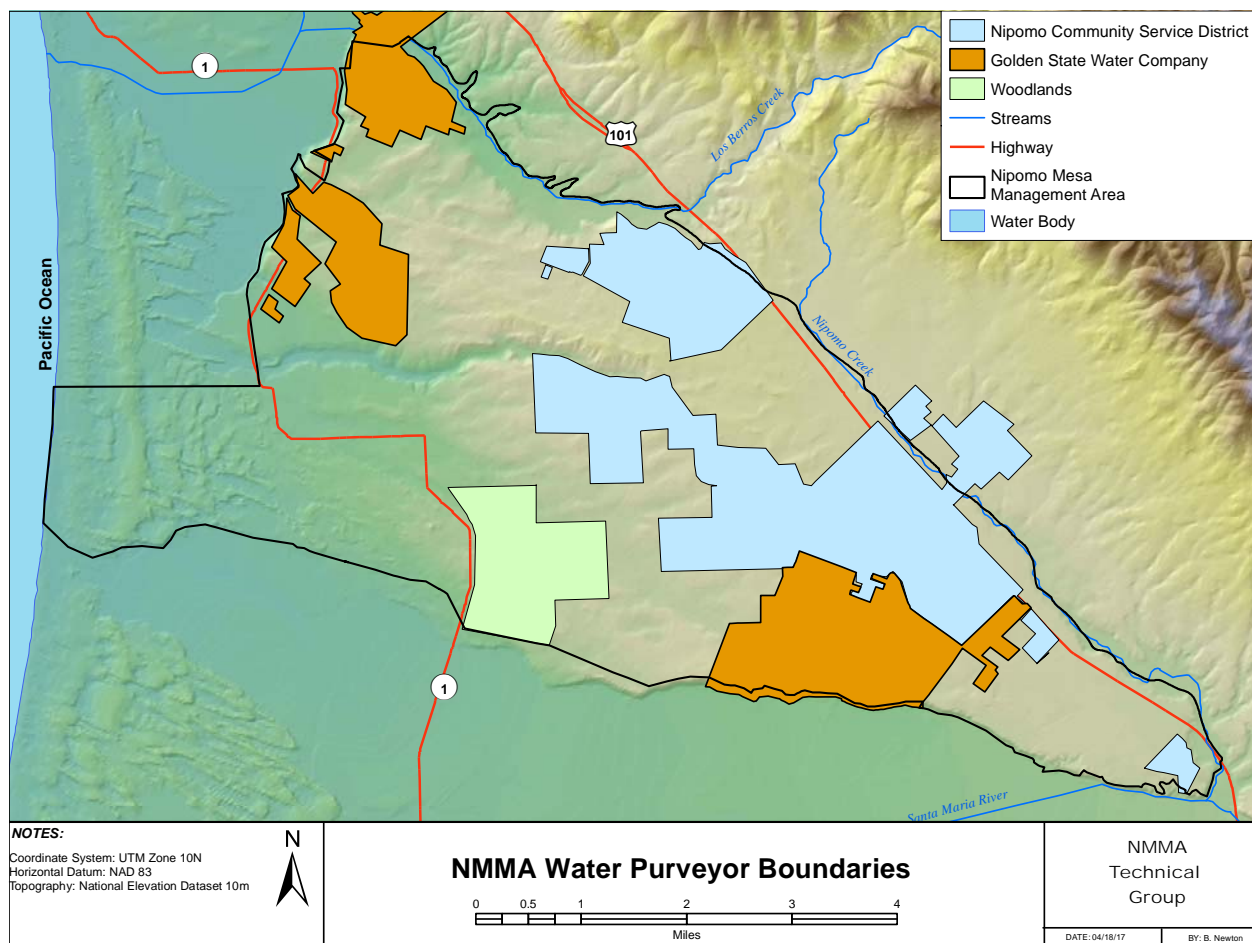 Nipomo Community Service District
Golden State Water Company
Woodlands
Streams
Highway
Nipomo Mesa
Management Area
Water Body
1
101
Los Berros Creek
Pacific Ocean
Nipomo Creek
1
Santa Maria River
NOTES:
Coordinate System: UTM Zone 10N
Horizontal Datum: NAD 83
Topography: National Elevation Dataset 10m
N
NMMA Water Purveyor Boundaries
0 0.5 1 2 3 4
Miles
NMMA
Technical
Group
DATE: 04/18/17 BY: B. Newton